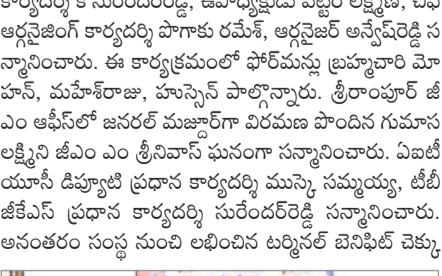 కార్యదర్శి కె సురేందర్‌రెడ్డి, ఉపాధ్యక్షుడు పెట్టం లక్ష్మణ్, చీఫ్
ఆర్గనైజింగ్ కార్యదర్శి పొగాకు రమేశ్, ఆర్గనైజర్ అన్వేష్‌రెడ్డి స
న్మానించారు. ఈ కార్యక్రమంలో ఫోర్‌మన్లు బ్రహ్మచారి మో
హన్, మహేశ్‌రాజు, హుస్సేన్ పాల్గొన్నారు. శ్రీరాంపూర్ జీ
ఎం ఆఫీస్‌లో జనరల్ మజ్దూర్‌గా విరమణ పొందిన గుమాస
లక్ష్మిని జీఎం ఎం శ్రీనివాస్ ఘనంగా సన్మానించారు. ఏఐటీ
యూసీ డిప్యూటి ప్రధాన కార్యదర్శి ముస్కె సమ్మయ్య, టీబీ
జీకేఎస్ ప్రధాన కార్యదర్శి సురేందర్‌రెడ్డి సన్మానించారు.
అనంతరం సంస్థ నుంచి లభించిన టర్మినల్ బెనిఫిట్ చెక్కు